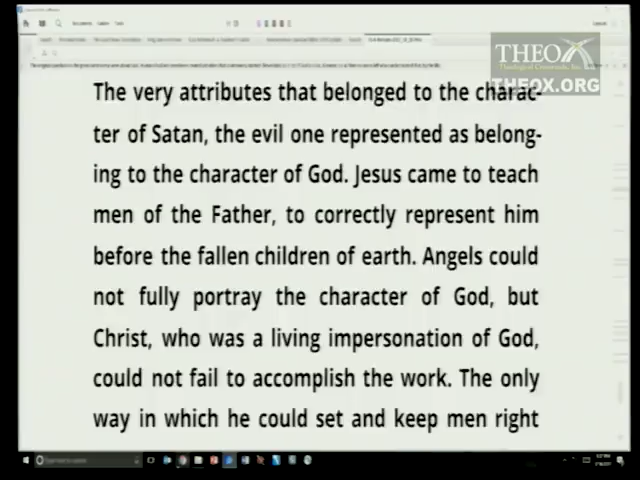 THEOX
THEOX.ORG
The very attributes that belonged to the charac-
ter of Satan, the evil one represented as belong-
ing to the character of God. Jesus came to teach
men of the Father, to correctly represent him
before the fallen children of earth. Angels could
not fully portray the character of God, but
Christ, who was a living impersonation of God,
could not fail to accomplish the work. The only
way in which he could set and keep men right